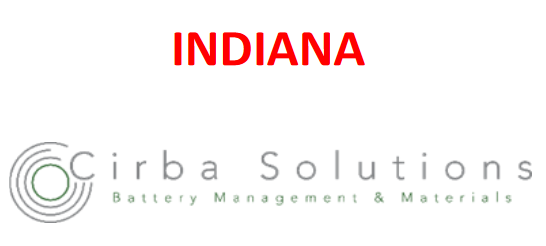 INDIANA
Cirba Solutions
Battery Management & Materials